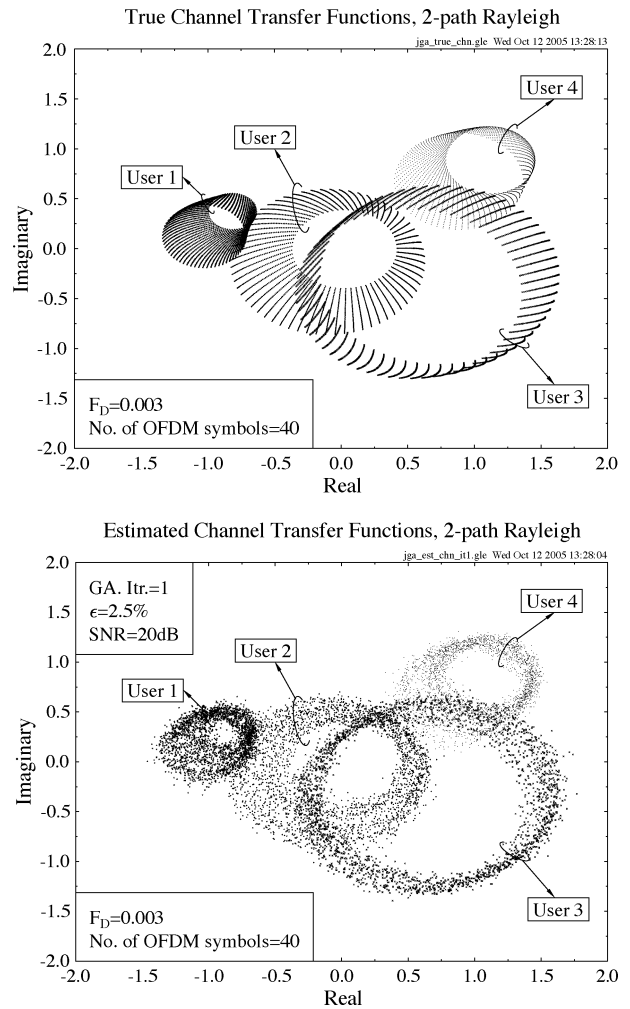 True Channel Transfer Functions, 2-path Rayleigh
jga_true_chn.gle Wed Oct 12 2005 13:28:13
2.0
1.5
1.0
0.5
0.0
-0.5
-1.0
-1.5
-2.0
Imaginary
User 1
User 2
User 4
User 3
F_D=0.003
No. of OFDM symbols=40
-2.0 -1.5 -1.0 -0.5 0.0 0.5 1.0 1.5 2.0
Real
Estimated Channel Transfer Functions, 2-path Rayleigh
jga_est_chn_it1.gle Wed Oct 12 2005 13:28:04
2.0
1.5
1.0
0.5
0.0
-0.5
-1.0
-1.5
-2.0
Imaginary
GA. Itr.=1
ϵ=2.5%
SNR=20dB
User 4
User 2
User 1
User 3
F_D=0.003
No. of OFDM symbols=40
-2.0 -1.5 -1.0 -0.5 0.0 0.5 1.0 1.5 2.0
Real